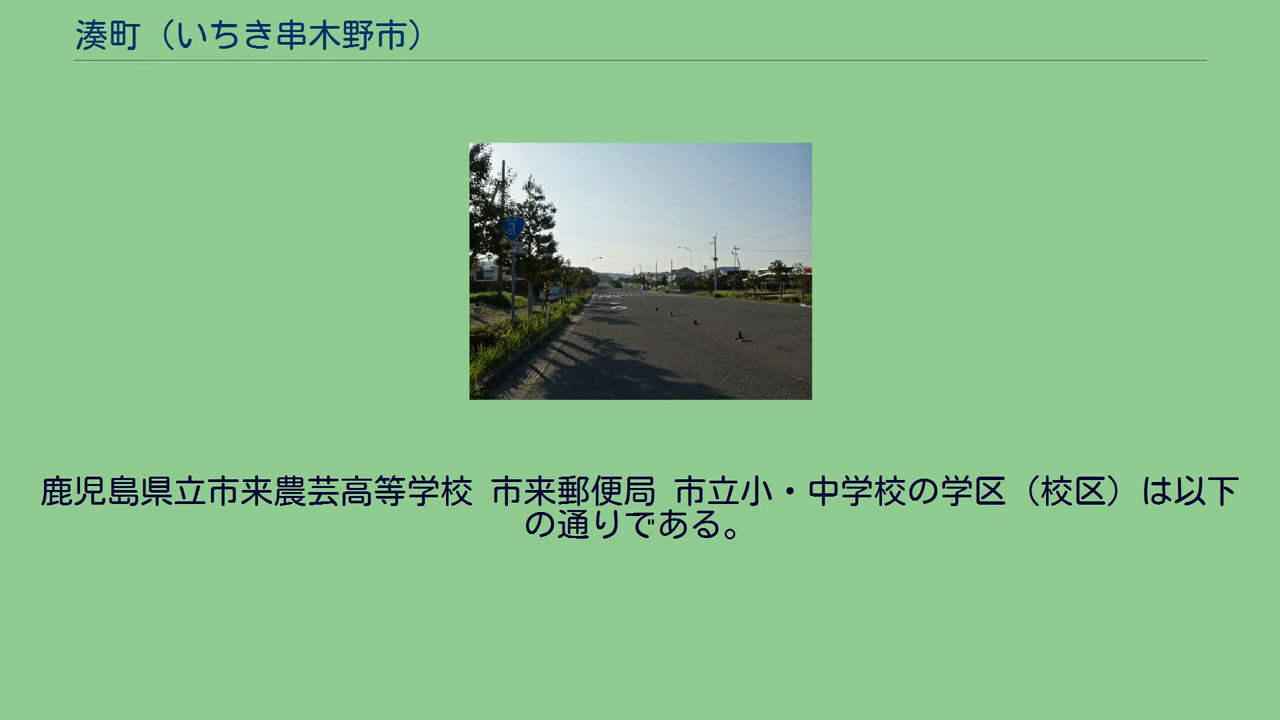 湊町（いちき串木野市）
3
鹿児島県立市来農芸高等学校 市来郵便局 市立小・中学校の学区（校区）は以下
の通りである。